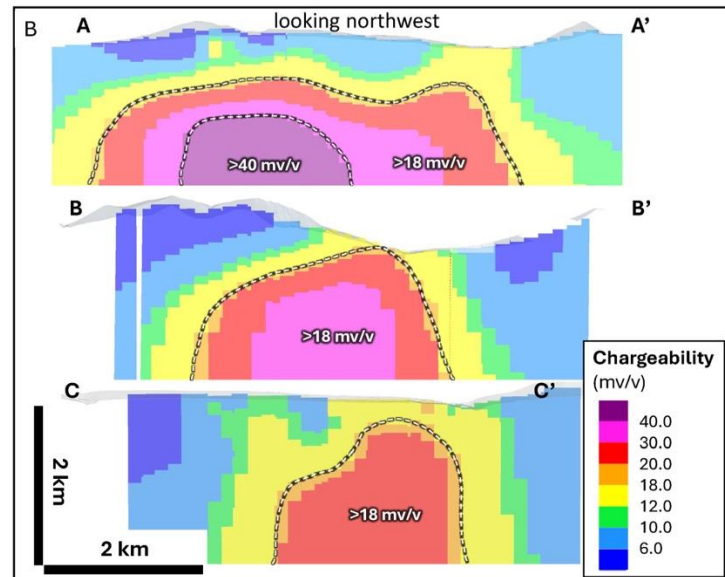 B
A
looking northwest
A’
>40 mv/v
>18 mv/v
B
B’
>18 mv/v
C
C’
>18 mv/v
2 km
2 km
Chargeability
(mv/v)
40.0
30.0
20.0
18.0
12.0
10.0
6.0